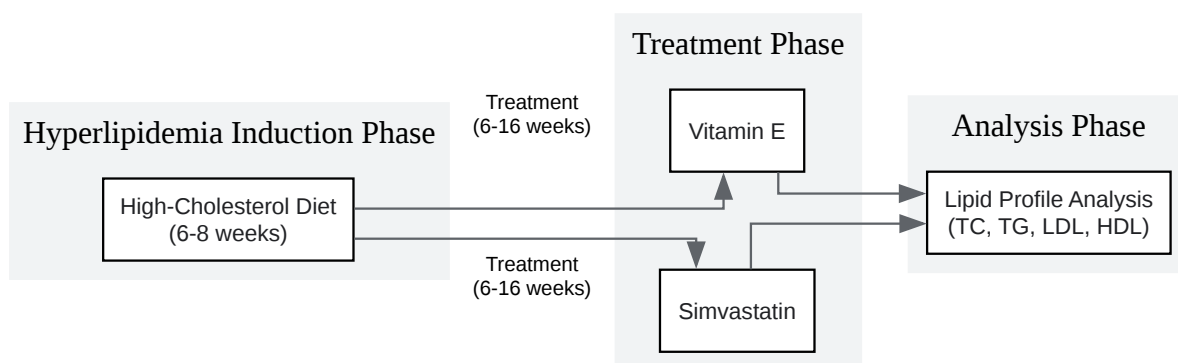 Hyperlipidemia Induction Phase
High-Cholesterol Diet
(6-8 weeks)
Treatment
(6-16 weeks)
Treatment
(6-16 weeks)
Treatment Phase
Vitamin E
Simvastatin
Analysis Phase
Lipid Profile Analysis
(TC, TG, LDL, HDL)